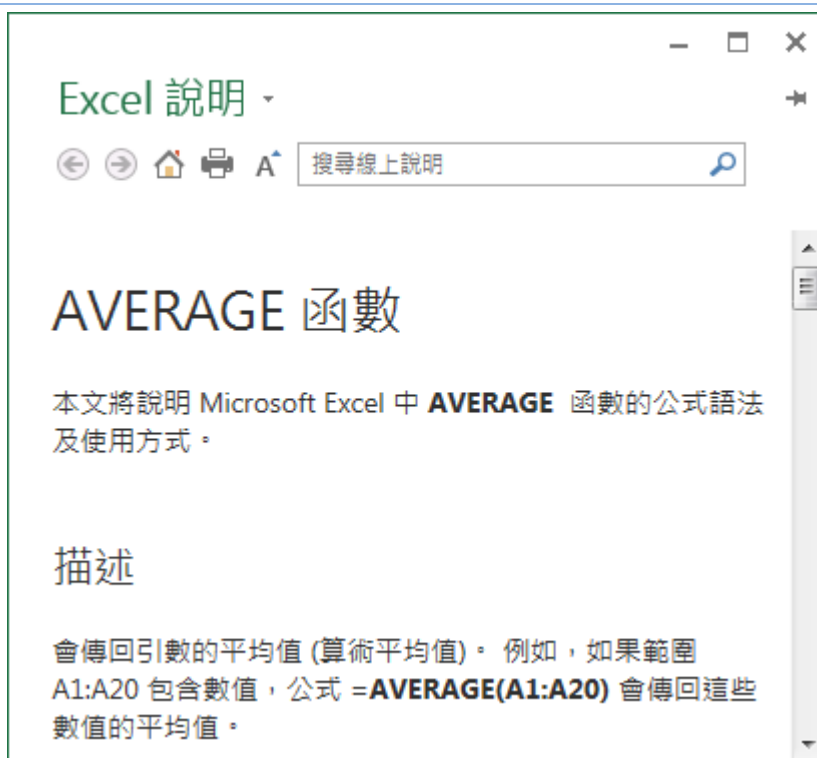 Excel 說明
搜尋線上說明
AVERAGE 函數
本文將說明 Microsoft Excel 中 AVERAGE 函數的公式語法
及使用方式。
描述
會傳回引數的平均值 (算術平均值)。 例如，如果範圍
A1:A20 包含數值，公式 =AVERAGE(A1:A20) 會傳回這些
數值的平均值。